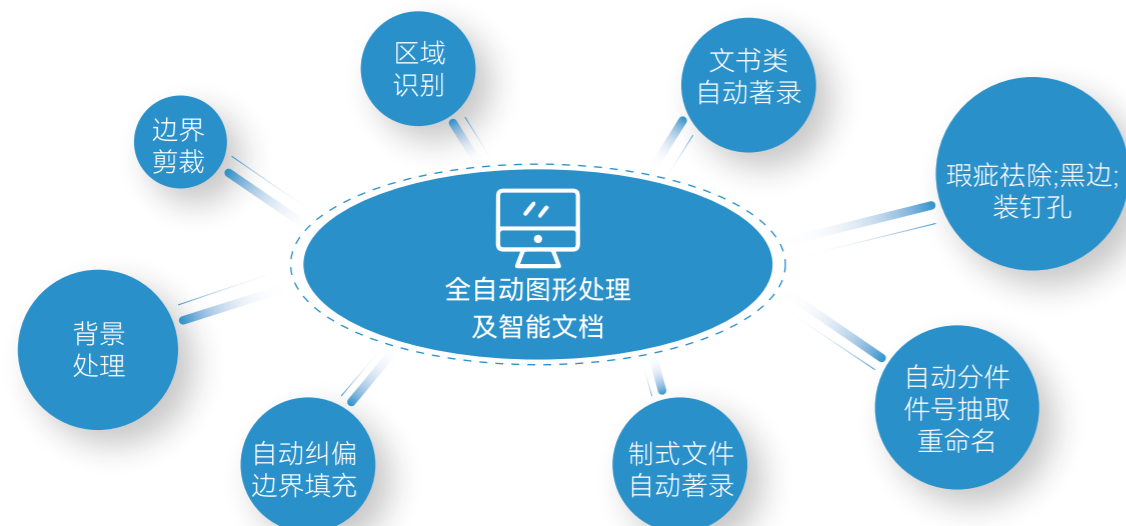 区域
识别
文书类
自动著录
边界
剪裁
瑕疵祛除;黑边;
装钉孔
全自动图形处理
及智能文档
背景
处理
自动分件
件号抽取
重命名
自动纠偏
边界填充
制式文件
自动著录